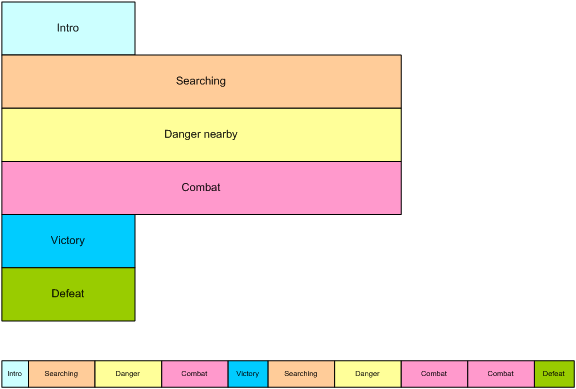 Intro
Searching
Danger nearby
Combat
Victory
Defeat
Intro Searching Danger Combat Victory Searching Danger Combat Combat Defeat